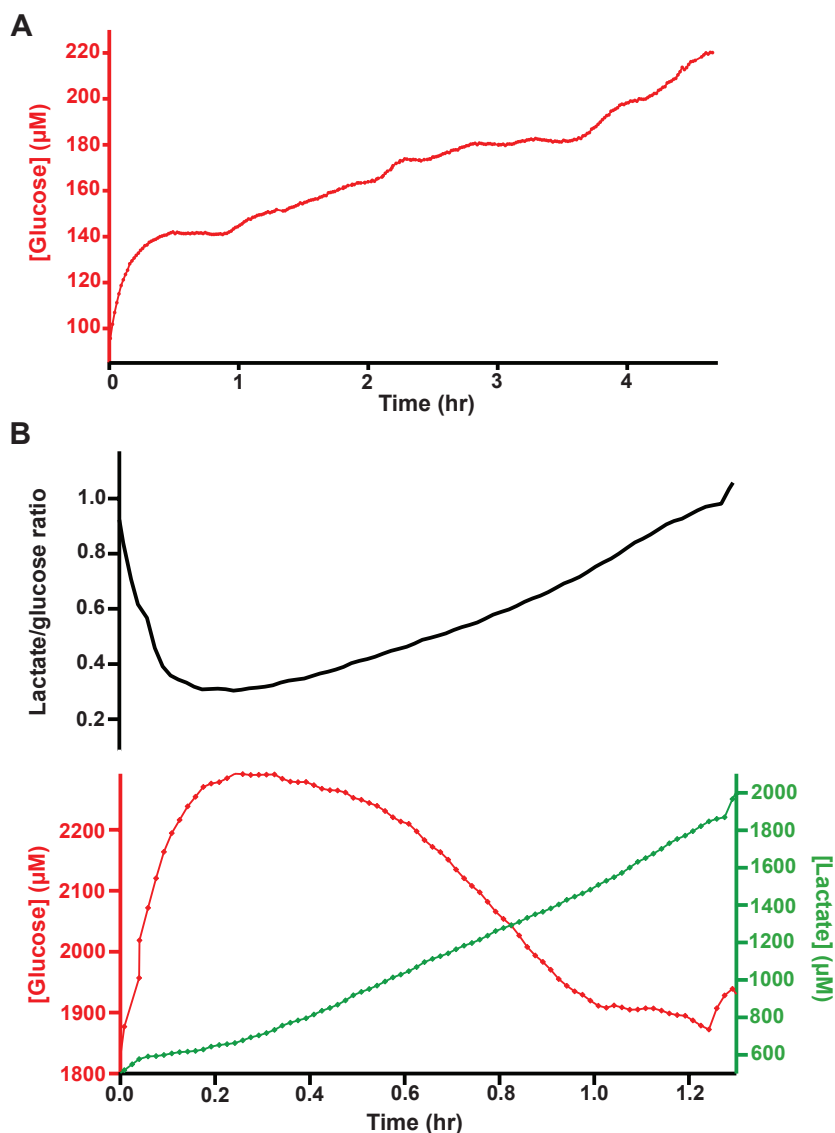 A
[Glucose] (µM)
220
200
180
160
140
120
100
0 1 2 3 4
Time (hr)
B
Lactate/glucose ratio
1.0
0.8
0.6
0.4
0.2
[Glucose] (µM)
2200
2100
2000
1900
1800
2000
1800
1600
1400
1200
1000
800
600
[Lactate] (µM)
0.0 0.2 0.4 0.6 0.8 1.0 1.2
Time (hr)